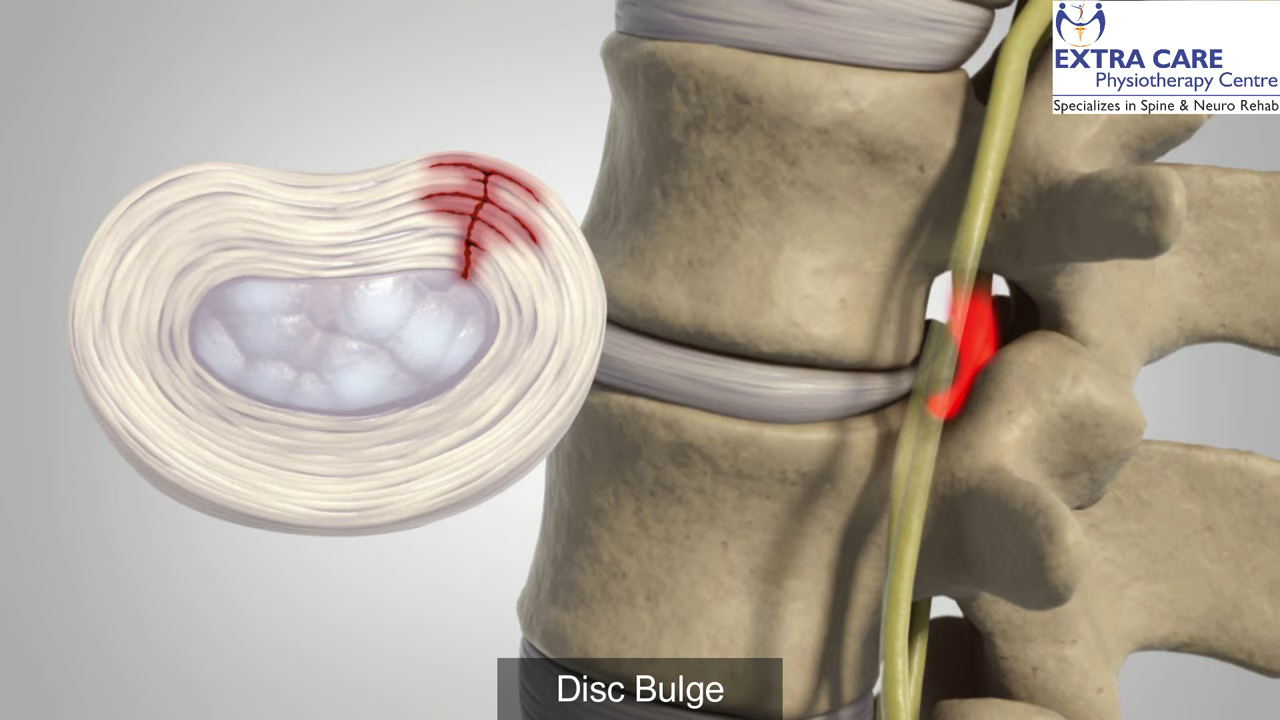 EXTRA CARE
Physiotherapy Centre
Specializes in Spine & Neuro Rehab
Disc Bulge